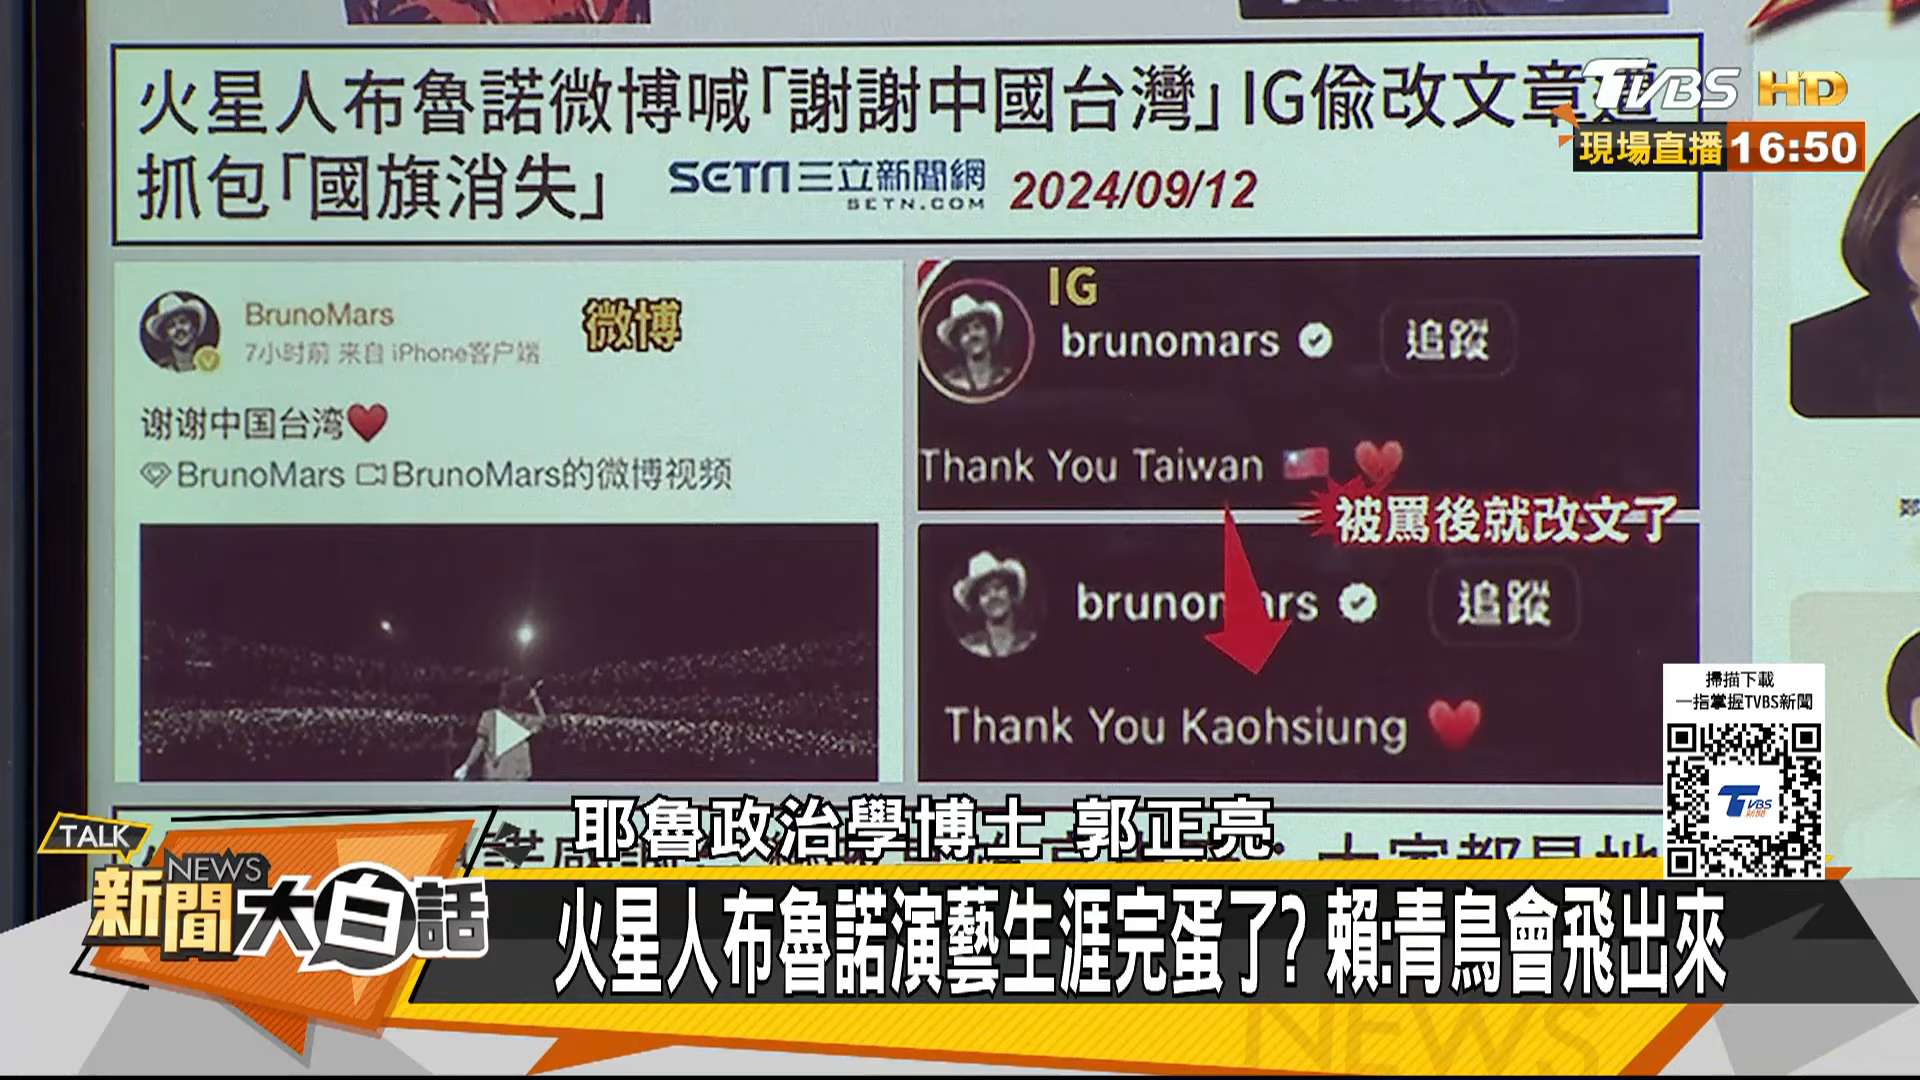 火星人布魯諾微博喊「謝謝中國台灣」IG偷改文章遭
抓包「國旗消失」 SETN三立新聞網 SETN.COM 2024/09/12
TVBS HD
現場直播 16:50
BrunoMars
微博
7小时前 来自 iPhone客户端
谢谢中国台湾❤️
BrunoMars BrunoMars的微博视频
IG
brunomars 追蹤
Thank You Taiwan 🇹🇼 ❤️
被罵後就改文了
brunomars 追蹤
Thank You Kaohsiung ❤️
掃描下載
一指掌握TVBS新聞
TVBS
新聞
耶魯政治學博士 郭正亮
TALK
NEWS
新聞大白話
火星人布魯諾演藝生涯完蛋了? 賴:青鳥會飛出來
NEWS